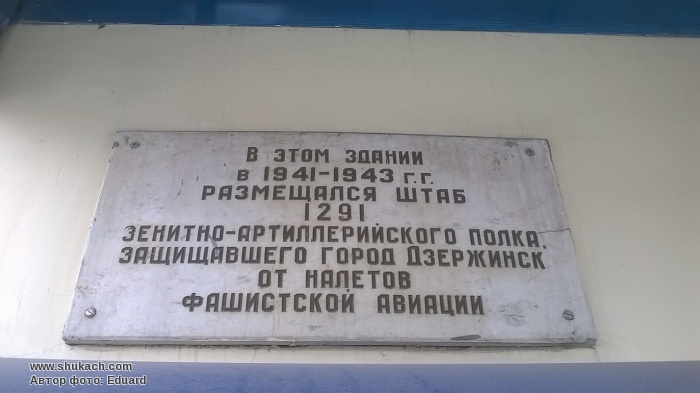 В ЭТОМ ЗДАНИИ
В 1941-1943 Г.Г.
РАЗМЕЩАЛСЯ ШТАБ
1291
ЗЕНИТНО-АРТИЛЛЕРИЙСКОГО ПОЛКА,
ЗАЩИЩАВШЕГО ГОРОД ДЗЕРЖИНСК
ОТ НАЛЕТОВ
ФАШИСТСКОЙ АВИАЦИИ
www.shukach.com
Автор фото: Eduard